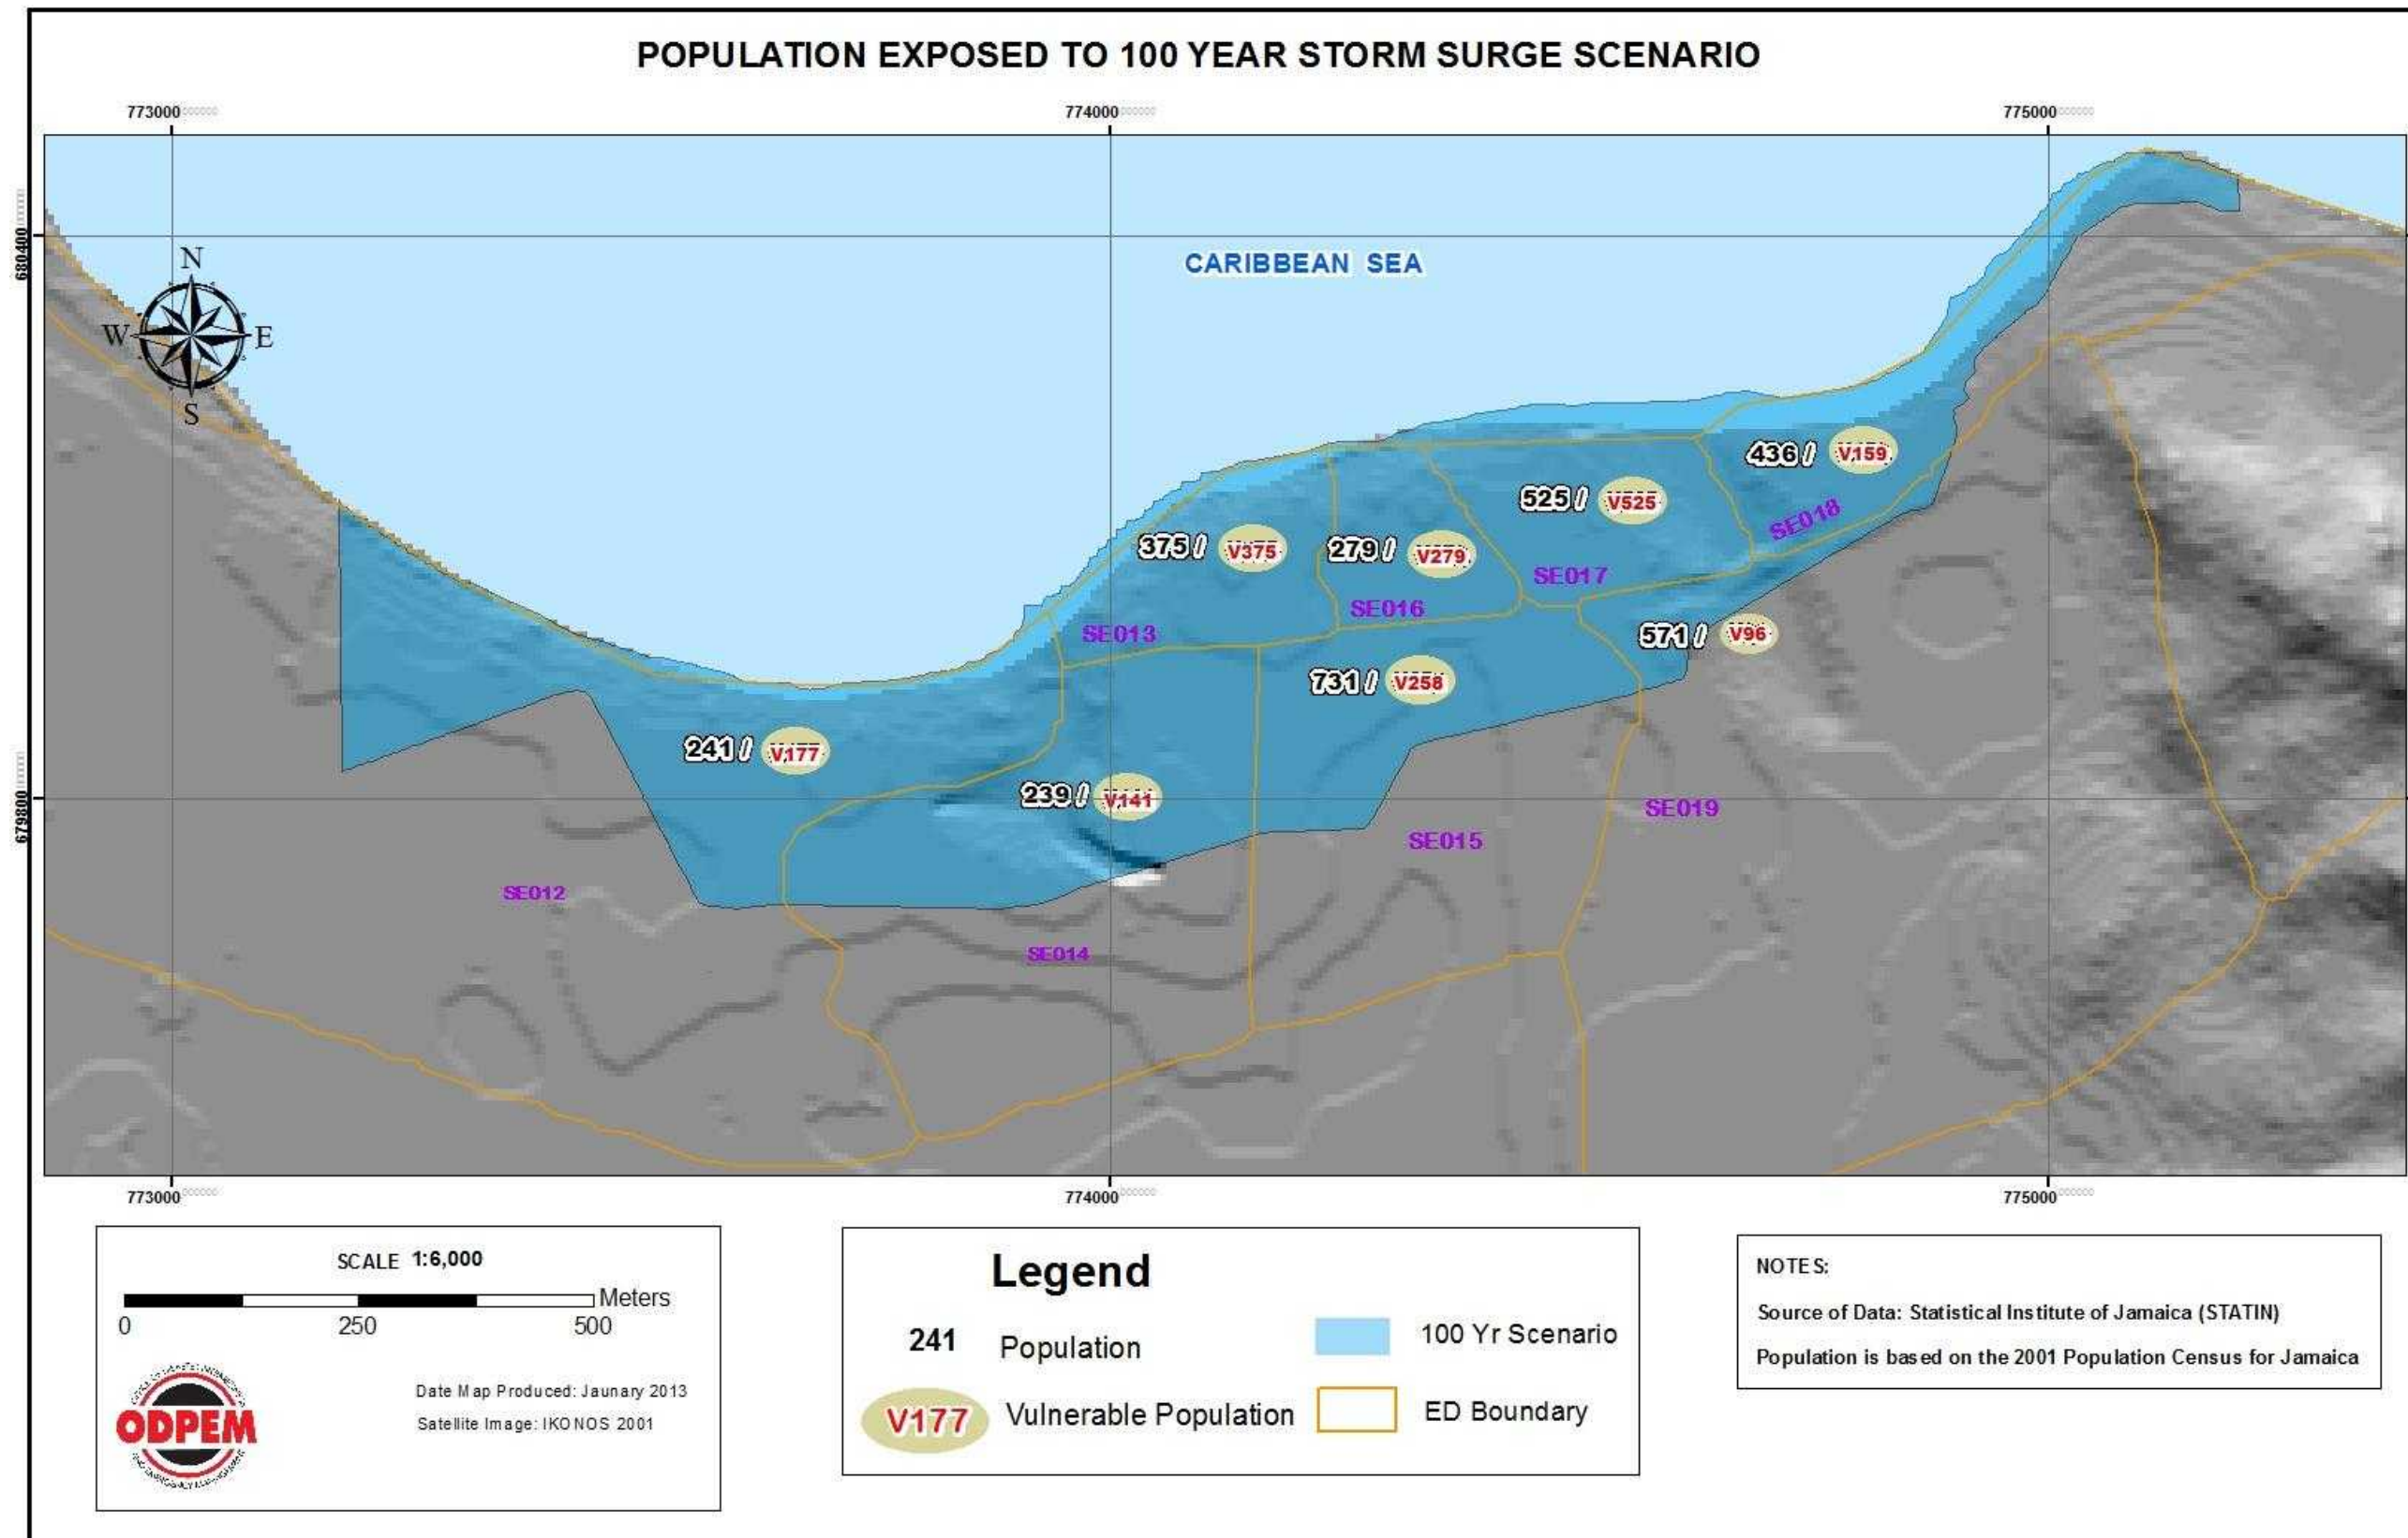 POPULATION EXPOSED TO 100 YEAR STORM SURGE SCENARIO
773000 774000 775000
680400
CARIBBEAN SEA
N
W E
S
436 V159
525 V525
SE018
375 V375 279 V279
SE017
SE016
SE013
571 V96
731 V258
241 V177
239 V141
SE019
SE015
SE012
SE014
679800
773000 774000 775000
SCALE 1:6,000
Meters
0 250 500
Date Map Produced: Jaunary 2013
Satellite Image: IKONOS 2001
ODPEM
Legend
241 Population
100 Yr Scenario
V177 Vulnerable Population
ED Boundary
NOTES:
Source of Data: Statistical Institute of Jamaica (STATIN)
Population is based on the 2001 Population Census for Jamaica